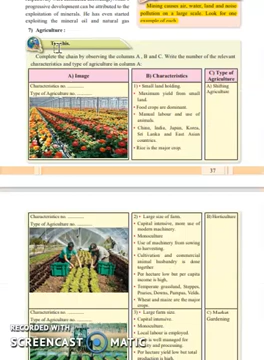 progressive development can be attributed to the
exploitation of minerals. He has even started
exploiting the mineral oil and natural gas
Mining causes air, water, land and noise
pollution on a large scale. Look for one
example of each.
7) Agriculture :
Try this.
Complete the chain by observing the columns A , B and C. Write the number of the relevant
characteristics and type of agriculture in column A:
A) Image
B) Characteristics
C) Type of
Agriculture
Characteristics no.
Type of Agriculture no.
1) • Small land holding.
• Maximum yield from small
land.
• Food crops are dominant.
• Manual labour and use of
animals.
• China, India, Japan, Korea,
Sri Lanka and East Asian
countries.
• Rice is the major crop.
A) Shifting
Agriculture
37
Characteristics no.
Type of Agriculture no.
2) • Large size of farm.
• Capital intensive, more use of
modern machinery.
• Monoculture
• Use of machinery from sowing
to harvesting.
• Cultivation and commercial
animal husbandry is done
together
• Per hectare low but per capita
income is high.
• Temperate grassland, Steppes,
Prairies, Downs, Pampas, Velds.
• Wheat and maize are the major
crops.
B) Horticulture
Characteristics no.
Type of Agriculture no.
3) • Large farm size.
• Capital intensive.
• Monoculture.
• Local labour is employed
is well managed for
and processing.
• Per hectare yield low but total
production is high.
C) Market
Gardening
RECORDED WITH
SCREENCAST MATIC